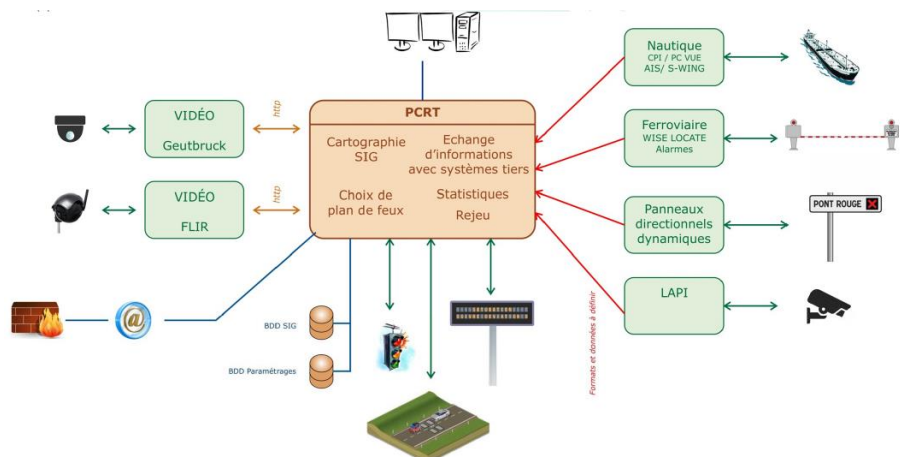 VIDÉO
Geutbruck
http
VIDÉO
FLIR
http
PCRT
Cartographie
SIG
Echange
d'informations
avec systèmes tiers
Choix de
plan de feux
Statistiques
Rejeu
Nautique
CPI / PC VUE
AIS/ S-WING
Ferroviaire
WISE LOCATE
Alarmes
Panneaux
directionnels
dynamiques
PONT ROUGE
LAPI
Formats et données à définir
@
BDD SIG
BDD Paramétrages